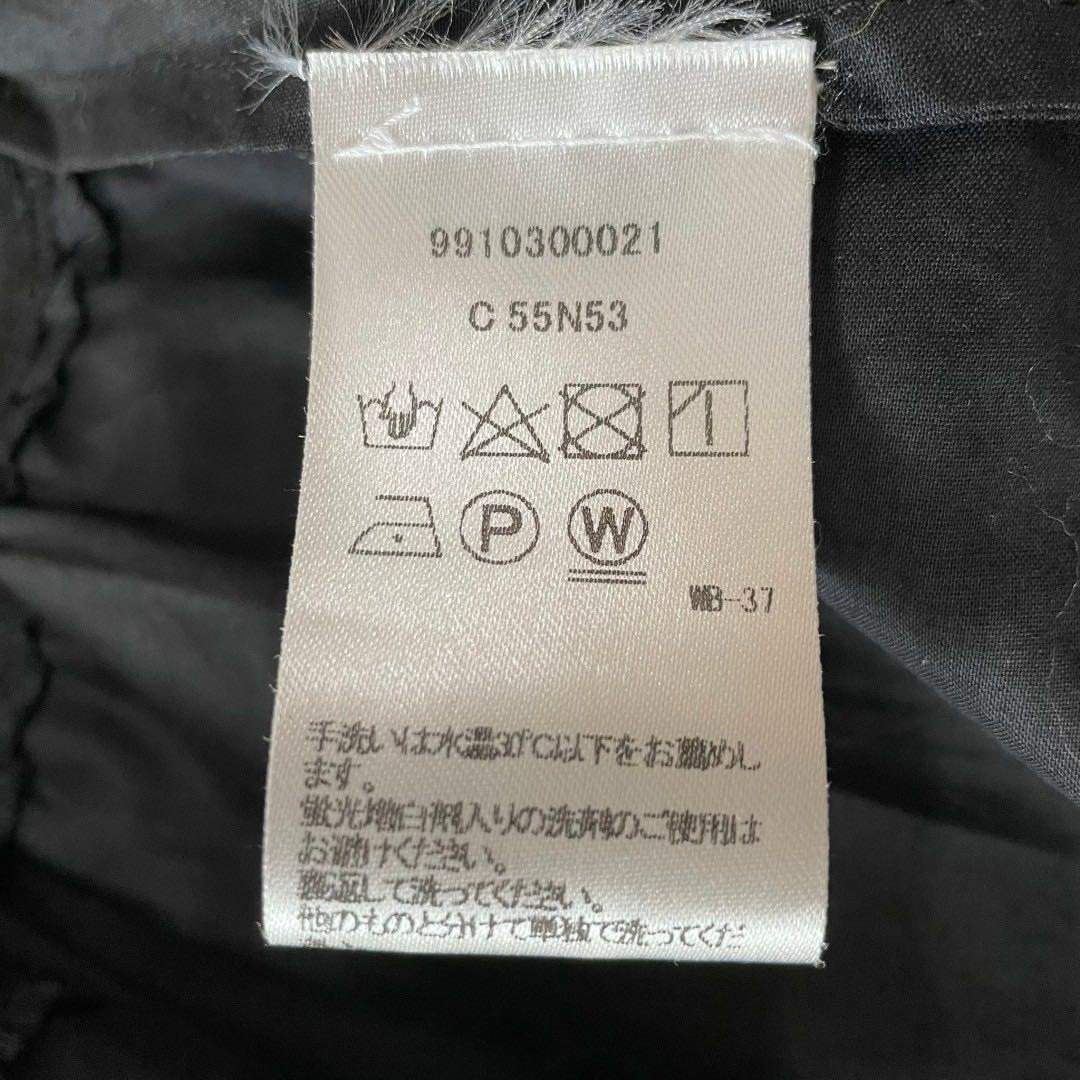 9910300021
C 55N53
P W
WB-37
手洗いは水温30℃以下をお勧めし
ます。
蛍光増白剤入りの洗剤のご使用は
お避けください。
裏返して洗ってください。
他のものと分けて単独で洗ってくだ